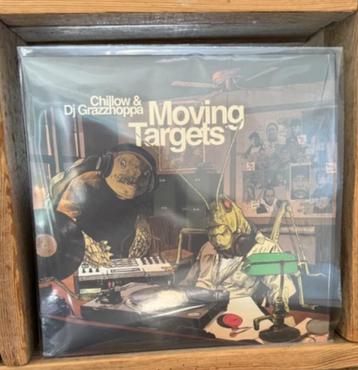 Chillow &
Dj Grazzhoppa
Moving
Targets